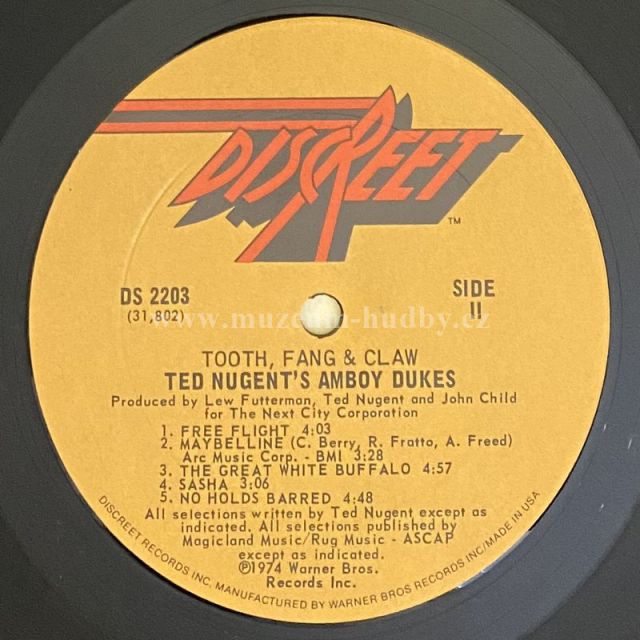 DISCREET
TM
DS 2203
(31,802)
SIDE
II
www.muzeum-hudby.cz
TOOTH, FANG & CLAW
TED NUGENT'S AMBOY DUKES
Produced by Lew Futterman, Ted Nugent and John Child
for The Next City Corporation
1. FREE FLIGHT 4:03
2. MAYBELLINE (C. Berry, R. Fratto, A. Freed)
Arc Music Corp. - BMI 3:28
3. THE GREAT WHITE BUFFALO 4:57
4. SASHA 3:06
5. NO HOLDS BARRED 4:48
All selections written by Ted Nugent except as
indicated. All selections published by
Magicland Music/Rug Music - ASCAP
except as indicated.
℗1974 Warner Bros.
Records Inc.
DISCREET RECORDS INC. MANUFACTURED BY WARNER BROS RECORDS INC/MADE IN USA